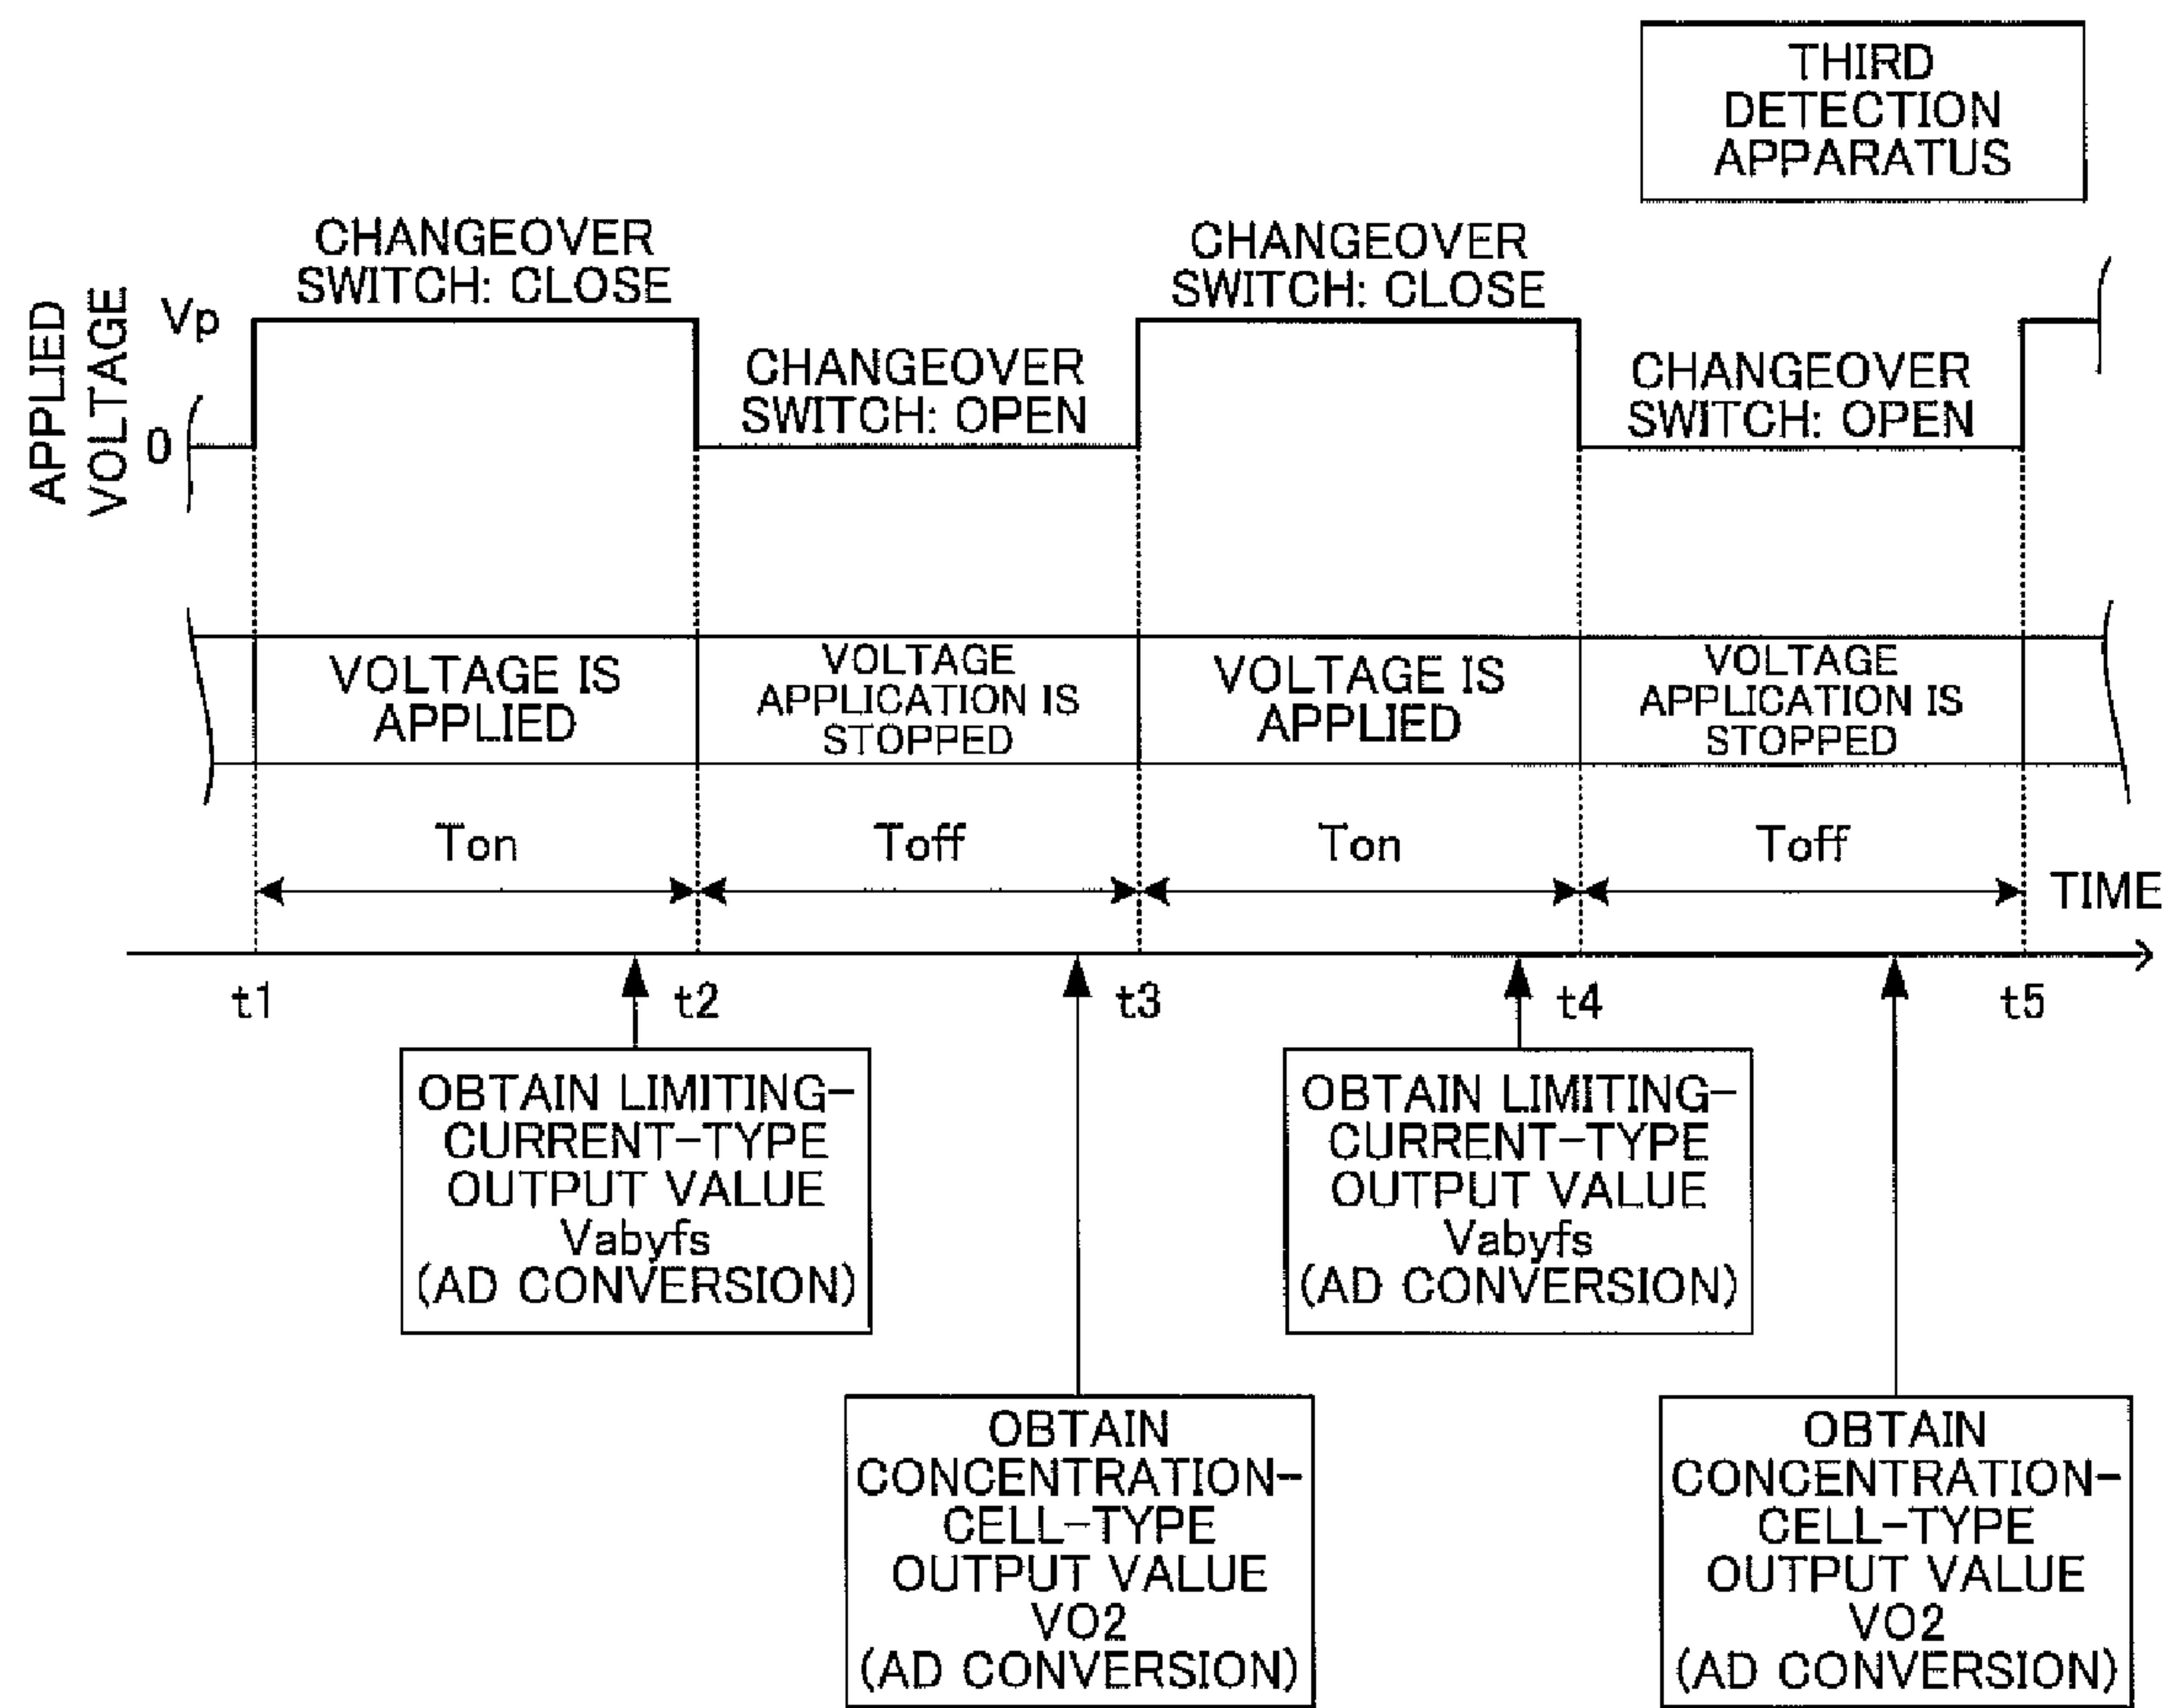 THIRD
DETECTION
APPARATUS
CHANGEOVER
SWITCH: CLOSE
CHANGEOVER
SWITCH: CLOSE
APPLIED
VOLTAGE
Vp
0
CHANGEOVER
SWITCH: OPEN
CHANGEOVER
SWITCH: OPEN
VOLTAGE IS
APPLIED
VOLTAGE
APPLICATION IS
STOPPED
VOLTAGE IS
APPLIED
VOLTAGE
APPLICATION IS
STOPPED
Ton
Toff
Ton
Toff
TIME
t1
t2
t3
t4
t5
OBTAIN LIMITING-
CURRENT-TYPE
OUTPUT VALUE
Vabyfs
(AD CONVERSION)
OBTAIN LIMITING-
CURRENT-TYPE
OUTPUT VALUE
Vabyfs
(AD CONVERSION)
OBTAIN
CONCENTRATION-
CELL-TYPE
OUTPUT VALUE
VO2
(AD CONVERSION)
OBTAIN
CONCENTRATION-
CELL-TYPE
OUTPUT VALUE
VO2
(AD CONVERSION)